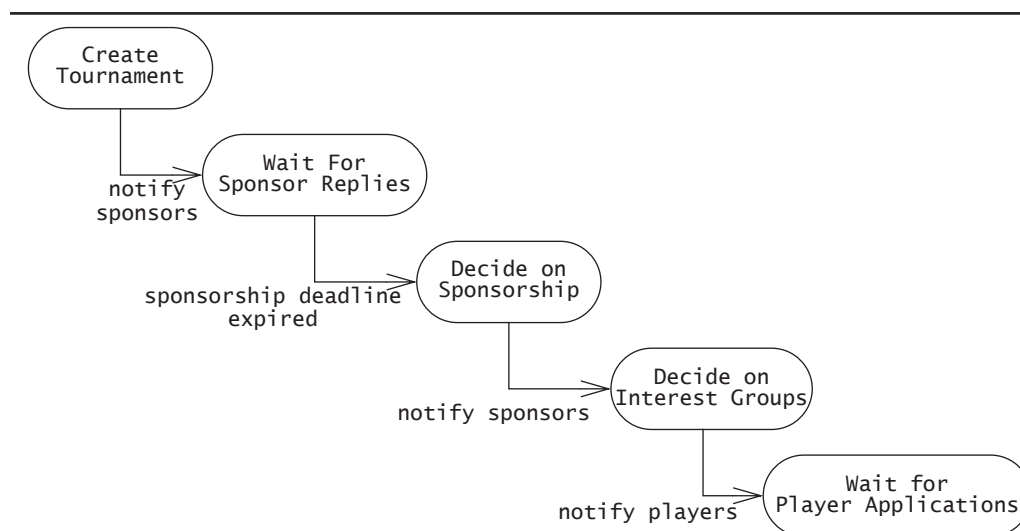 Create
Tournament
Wait For
Sponsor Replies
notify
sponsors
Decide on
Sponsorship
sponsorship deadline
expired
Decide on
Interest Groups
notify sponsors
Wait for
Player Applications
notify players